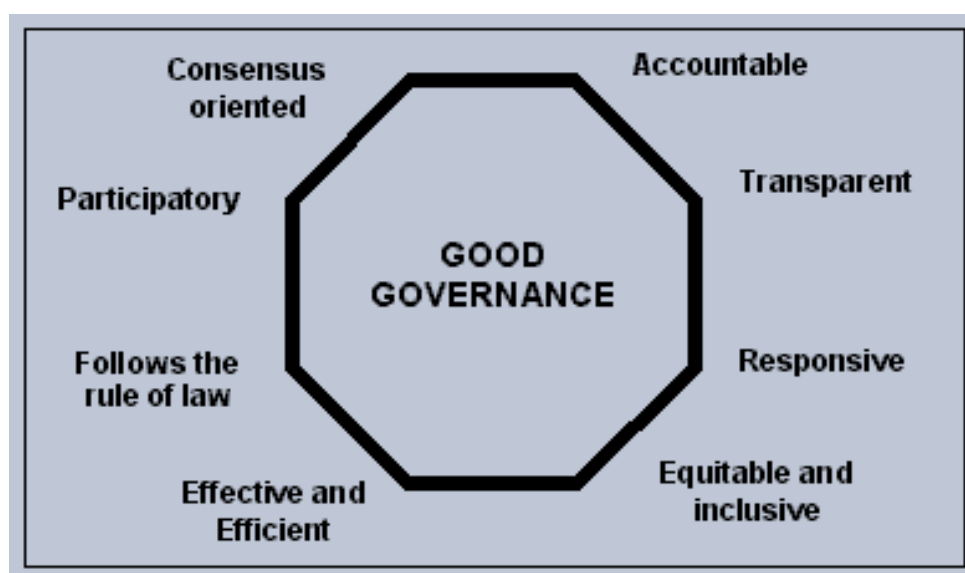 Consensus
oriented
Accountable
Participatory
Transparent
GOOD
GOVERNANCE
Follows the
rule of law
Responsive
Effective and
Efficient
Equitable and
inclusive